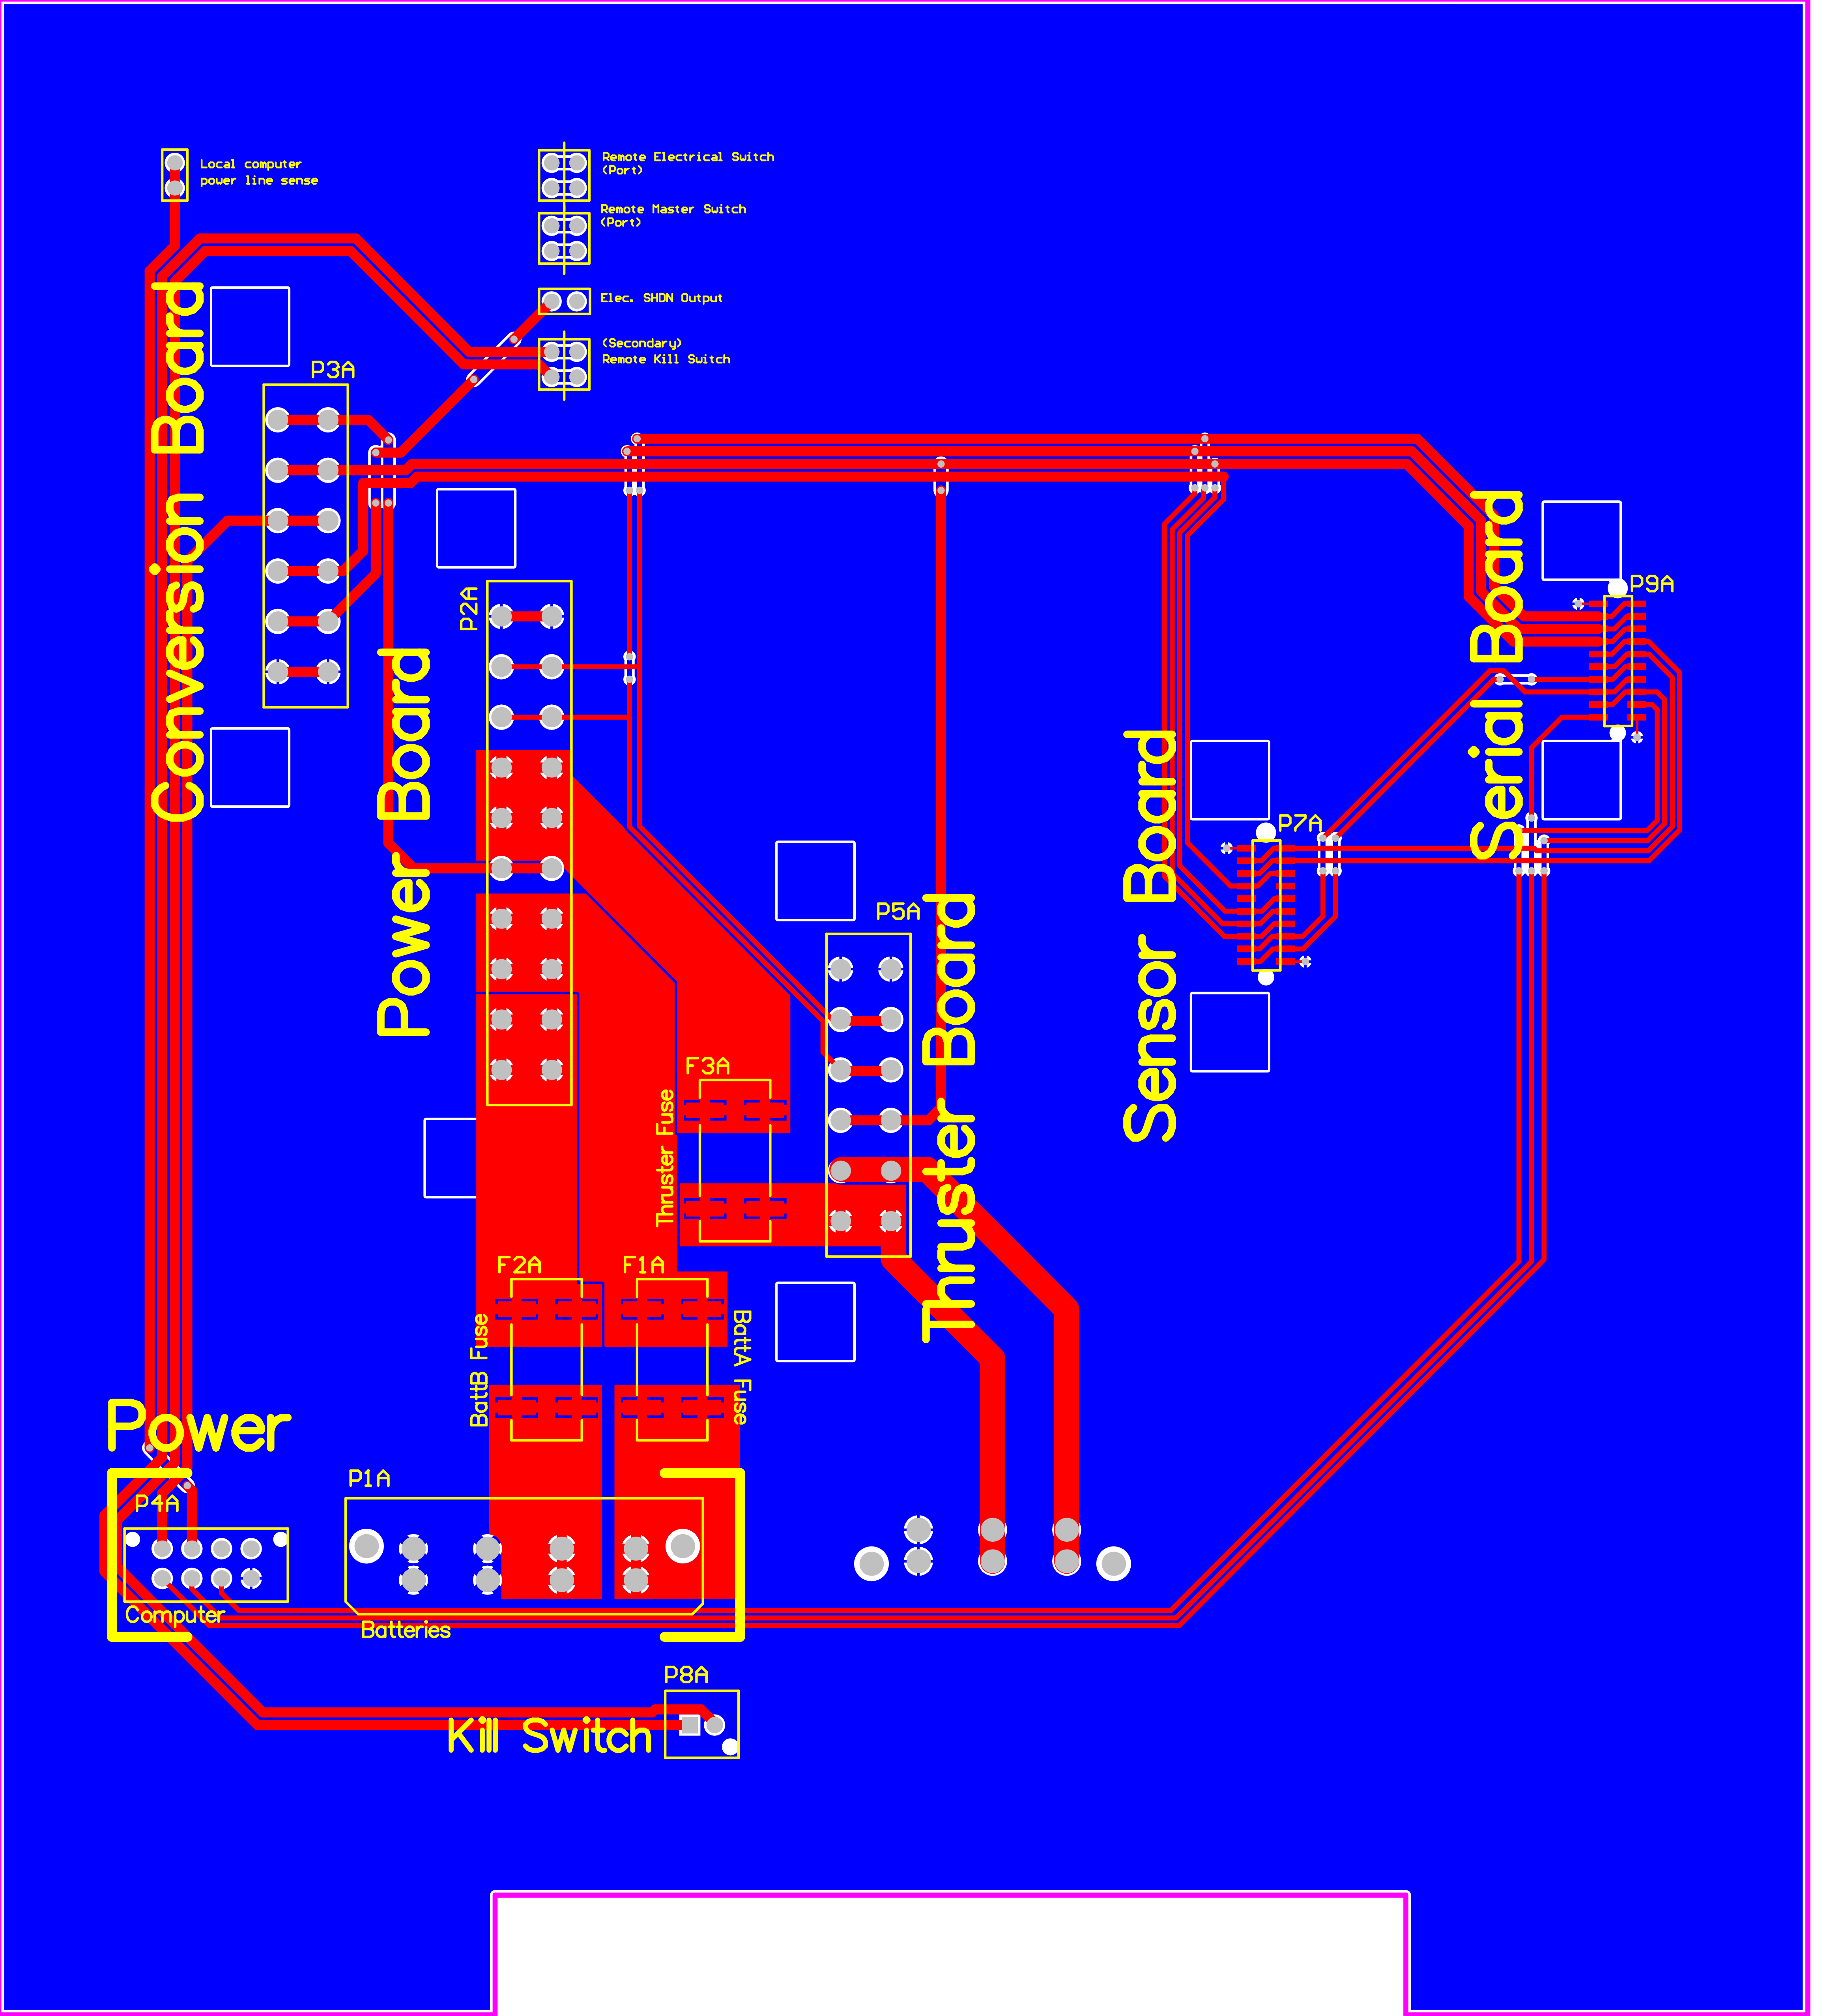 Local computer
power line sense
Remote Electrical Switch
(Port)
Remote Master Switch
(Port)
Elec. SHDN Output
(Secondary)
Remote Kill Switch
P3A
Conversion Board
P2A
Power Board
P9A
Serial Board
P7A
Sensor Board
P5A
Thruster Board
F3A
Thruster Fuse
F2A
F1A
BattB Fuse
BattA Fuse
Power
P1A
P4A
Computer
Batteries
P8A
Kill Switch